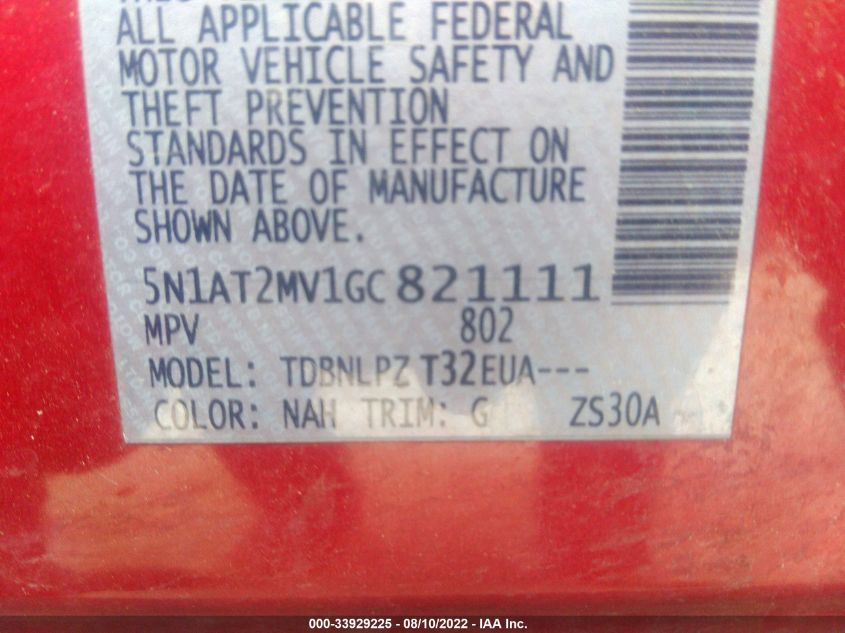 ALL APPLICABLE FEDERAL
MOTOR VEHICLE SAFETY AND
THEFT PREVENTION
STANDARDS IN EFFECT ON
THE DATE OF MANUFACTURE
SHOWN ABOVE.
5N1AT2MV1GC821111
MPV 802
MODEL: TDBNLPZ T32EUA---
COLOR: NAH TRIM: G ZS30A
000-33929225 - 08/10/2022 - IAA Inc.